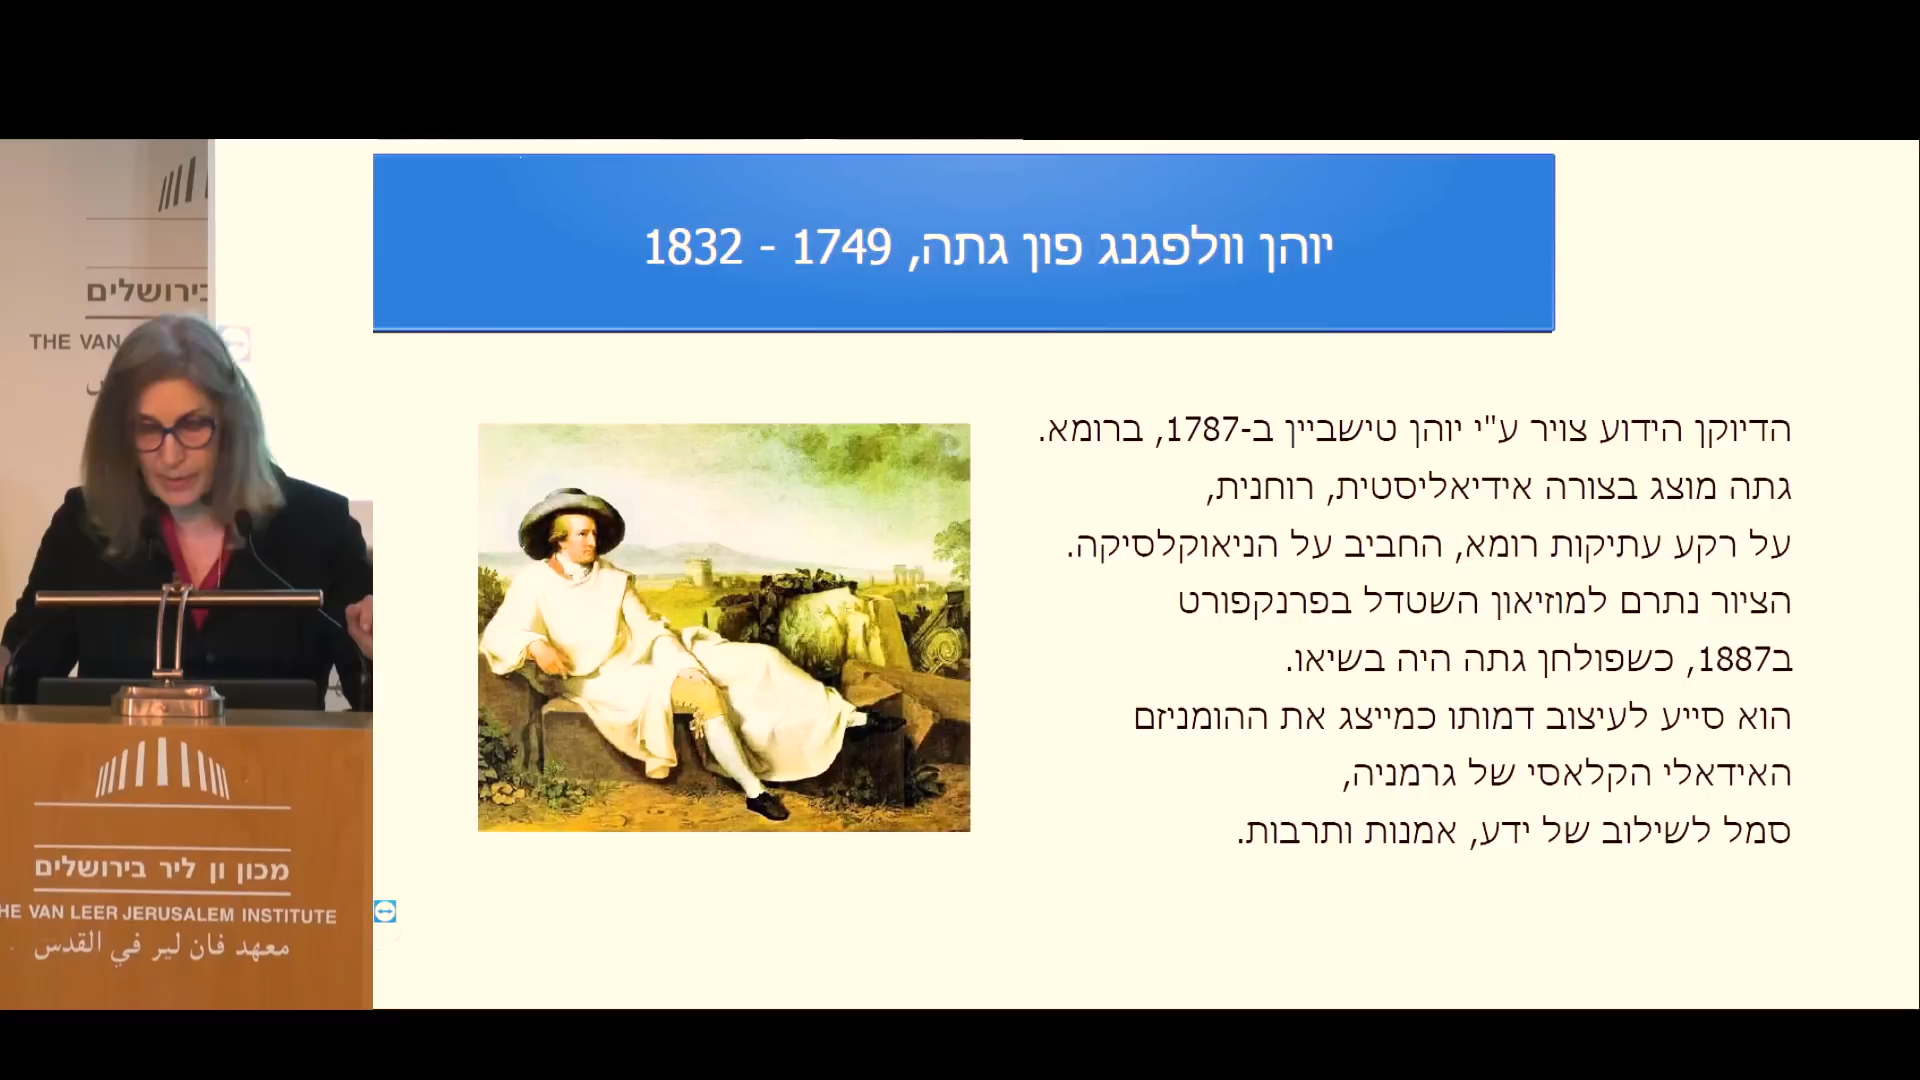 יוהן וולפגנג פון גתה, 1749 - 1832
הדיוקן הידוע צויר ע"י יוהן טישביין ב-1787, ברומא.
גתה מוצג בצורה אידיאליסטית, רוחנית,
על רקע עתיקות רומא, החביב על הניאוקלסיקה.
הציור נתרם למוזיאון השטדל בפרנקפורט
ב1887, כשפולחן גתה היה בשיאו.
הוא סייע לעיצוב דמותו כמייצג את ההומניזם
האידאלי הקלאסי של גרמניה,
סמל לשילוב של ידע, אמנות ותרבות.
בירושלים
THE VAN
מכון ון ליר בירושלים
HE VAN LEER JERUSALEM INSTITUTE
معهد فان لير في القدس